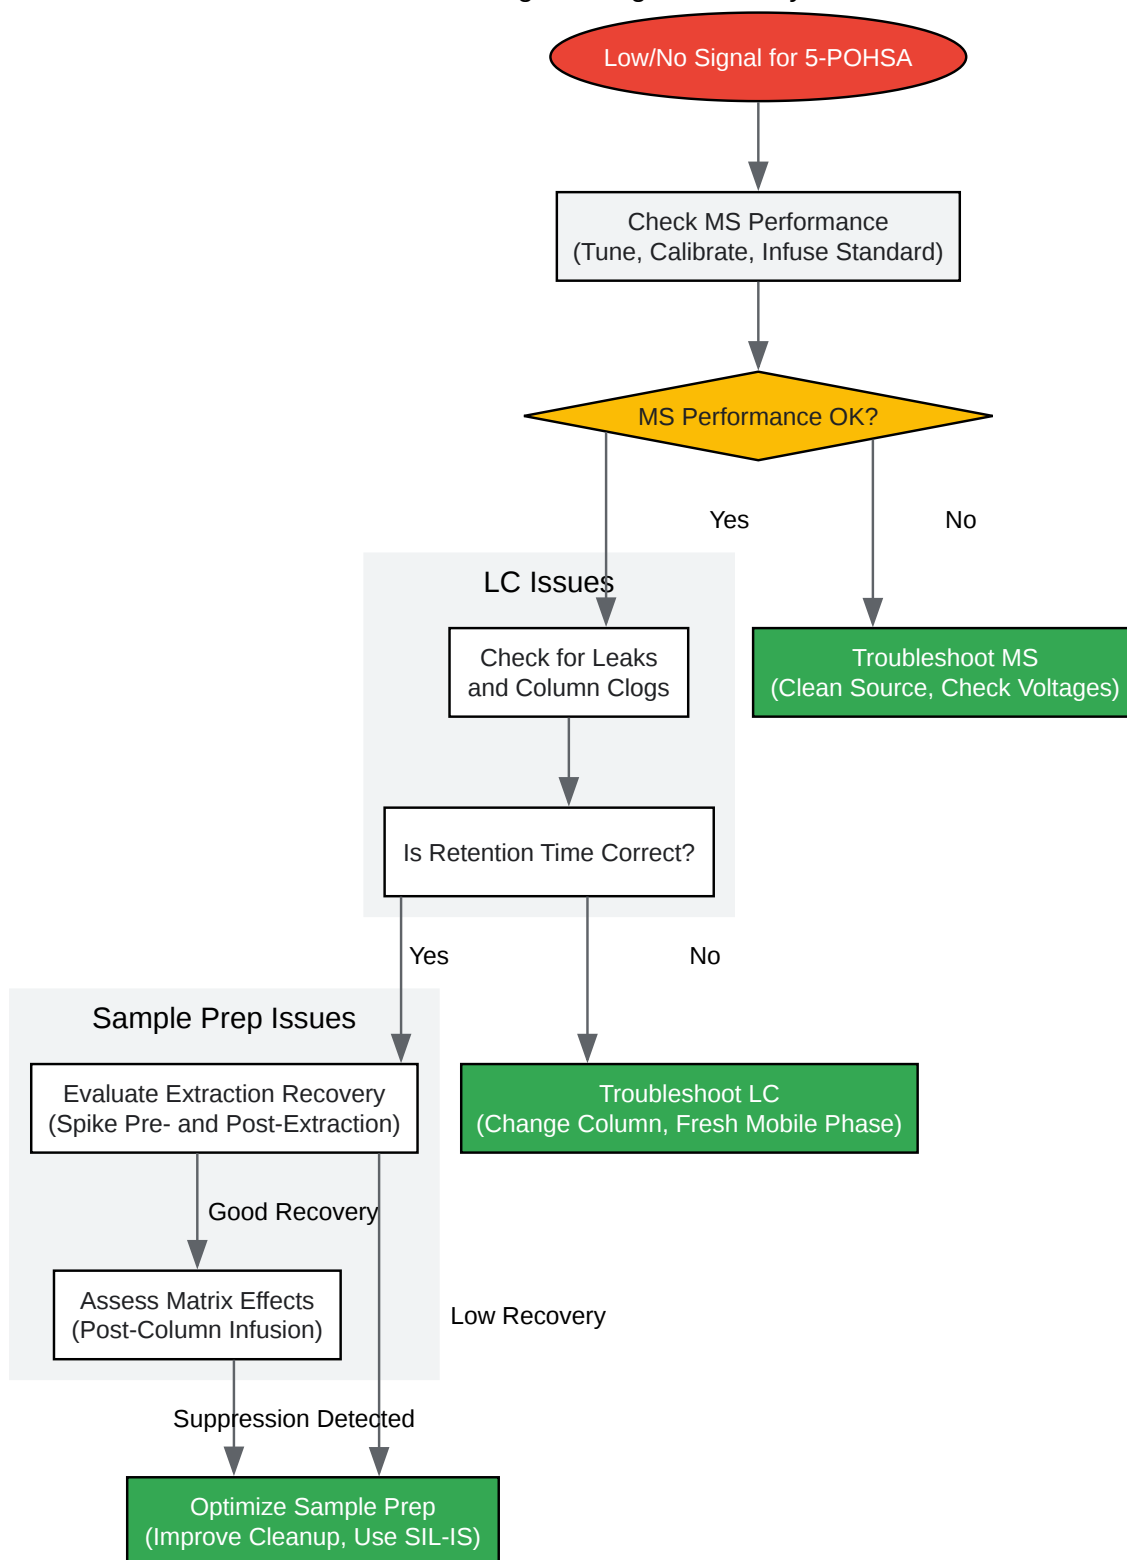 Low/No Signal for 5-POHSA
Check MS Performance
(Tune, Calibrate, Infuse Standard)
MS Performance OK?
Yes
No
LC Issues
Check for Leaks
and Column Clogs
Troubleshoot MS
(Clean Source, Check Voltages)
Is Retention Time Correct?
Yes
No
Sample Prep Issues
Evaluate Extraction Recovery
(Spike Pre- and Post-Extraction)
Troubleshoot LC
(Change Column, Fresh Mobile Phase)
Good Recovery
Assess Matrix Effects
(Post-Column Infusion)
Low Recovery
Suppression Detected
Optimize Sample Prep
(Improve Cleanup, Use SIL-IS)